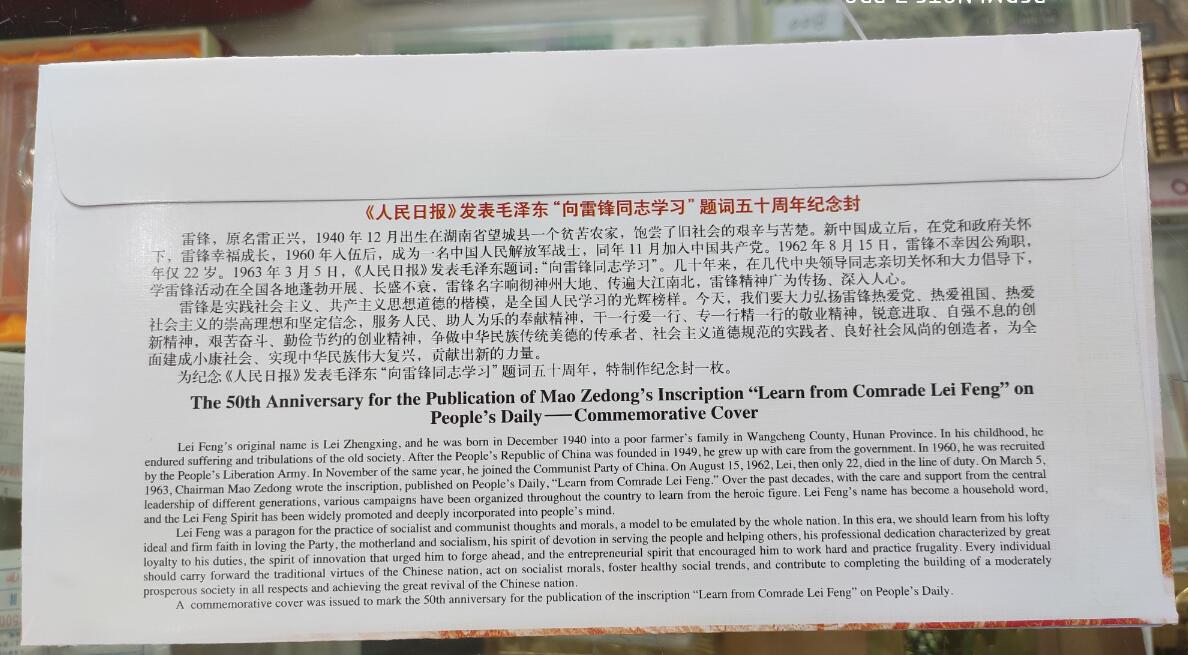 《人民日报》发表毛泽东“向雷锋同志学习”题词五十周年纪念封
雷锋，原名雷正兴，1940 年 12 月出生在湖南省望城县一个贫苦农家，饱尝了旧社会的艰辛与苦楚。新中国成立后，在党和政府关怀
下，雷锋幸福成长，1960 年入伍后，成为一名中国人民解放军战士，同年 11 月加入中国共产党。1962 年 8 月 15 日，雷锋不幸因公殉职，
年仅 22 岁。1963 年 3 月 5 日，《人民日报》发表毛泽东题词：“向雷锋同志学习”。几十年来，在几代中央领导同志亲切关怀和大力倡导下，
学雷锋活动在全国各地蓬勃开展、长盛不衰，雷锋名字响彻神州大地、传遍大江南北，雷锋精神广为传扬、深入人心。
雷锋是实践社会主义、共产主义思想道德的楷模，是全国人民学习的光辉榜样。今天，我们要大力弘扬雷锋热爱党、热爱祖国、热爱
社会主义的崇高理想和坚定信念，服务人民、助人为乐的奉献精神，干一行爱一行、专一行精一行的敬业精神，锐意进取、自强不息的创
新精神，艰苦奋斗、勤俭节约的创业精神，争做中华民族传统美德的传承者、社会主义道德规范的实践者、良好社会风尚的创造者，为全
面建成小康社会、实现中华民族伟大复兴，贡献出新的力量。
为纪念《人民日报》发表毛泽东“向雷锋同志学习”题词五十周年，特制作纪念封一枚。
The 50th Anniversary for the Publication of Mao Zedong’s Inscription “Learn from Comrade Lei Feng” on
People’s Daily——Commemorative Cover
Lei Feng’s original name is Lei Zhengxing, and he was born in December 1940 into a poor farmer’s family in Wangcheng County, Hunan Province. In his childhood, he
endured suffering and tribulations of the old society. After the People’s Republic of China was founded in 1949, he grew up with care from the government. In 1960, he was recruited
by the People’s Liberation Army. In November of the same year, he joined the Communist Party of China. On August 15, 1962, Lei, then only 22, died in the line of duty. On March 5,
1963, Chairman Mao Zedong wrote the inscription, published on People’s Daily, “Learn from Comrade Lei Feng.” Over the past decades, with the care and support from the central
leadership of different generations, various campaigns have been organized throughout the country to learn from the heroic figure. Lei Feng’s name has become a household word,
and the Lei Feng Spirit has been widely promoted and deeply incorporated into people’s mind.
Lei Feng was a paragon for the practice of socialist and communist thoughts and morals, a model to be emulated by the whole nation. In this era, we should learn from his lofty
ideal and firm faith in loving the Party, the motherland and socialism, his spirit of devotion in serving the people and helping others, his professional dedication characterized by great
loyalty to his duties, the spirit of innovation that urged him to forge ahead, and the entrepreneurial spirit that encouraged him to work hard and practice frugality. Every individual
should carry forward the traditional virtues of the Chinese nation, act on socialist morals, foster healthy social trends, and contribute to completing the building of a moderately
prosperous society in all respects and achieving the great revival of the Chinese nation.
A commemorative cover was issued to mark the 50th anniversary for the publication of the inscription “Learn from Comrade Lei Feng” on People’s Daily.